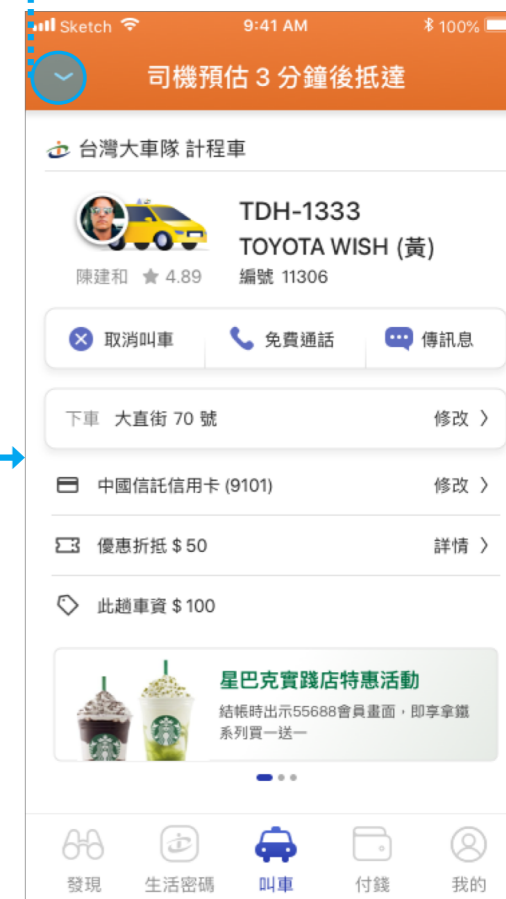 Sketch 9:41 AM 100%
司機預估 3 分鐘後抵達
台灣大車隊 計程車
TDH-1333
TOYOTA WISH (黃)
陳建和 ★ 4.89 編號 11306
取消叫車 免費通話 傳訊息
下車 大直街 70 號 修改 〉
中國信託信用卡 (9101) 修改 〉
優惠折抵 $ 50 詳情 〉
此趟車資 $ 100
星巴克實踐店特惠活動
結帳時出示55688會員畫面，即享拿鐵
系列買一送一
發現 生活密碼 叫車 付錢 我的